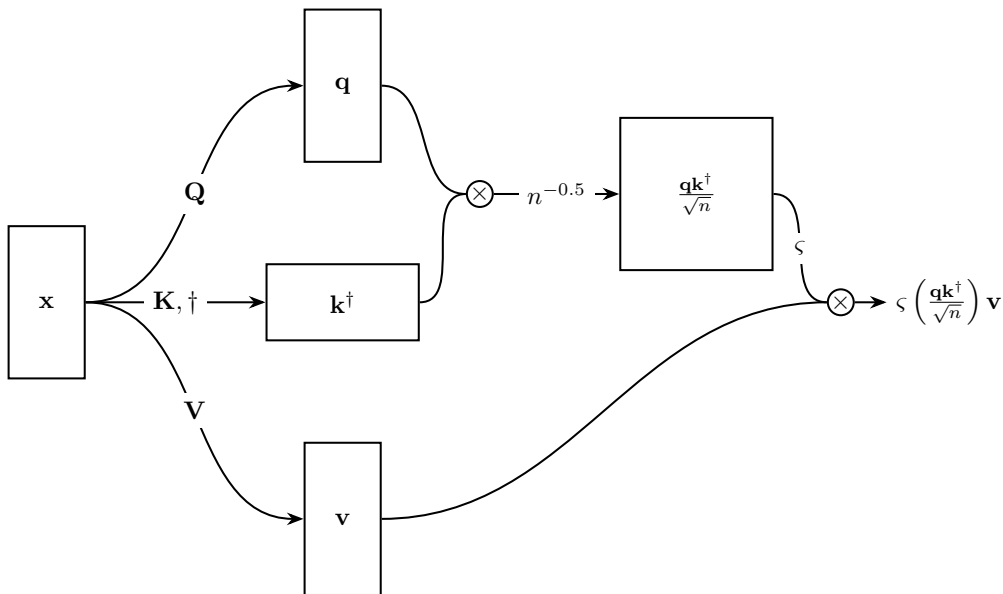 q
Q
n^{-0.5}
qk†/√n
ς
x
K, †
k†
ς(qk†/√n)v
V
v